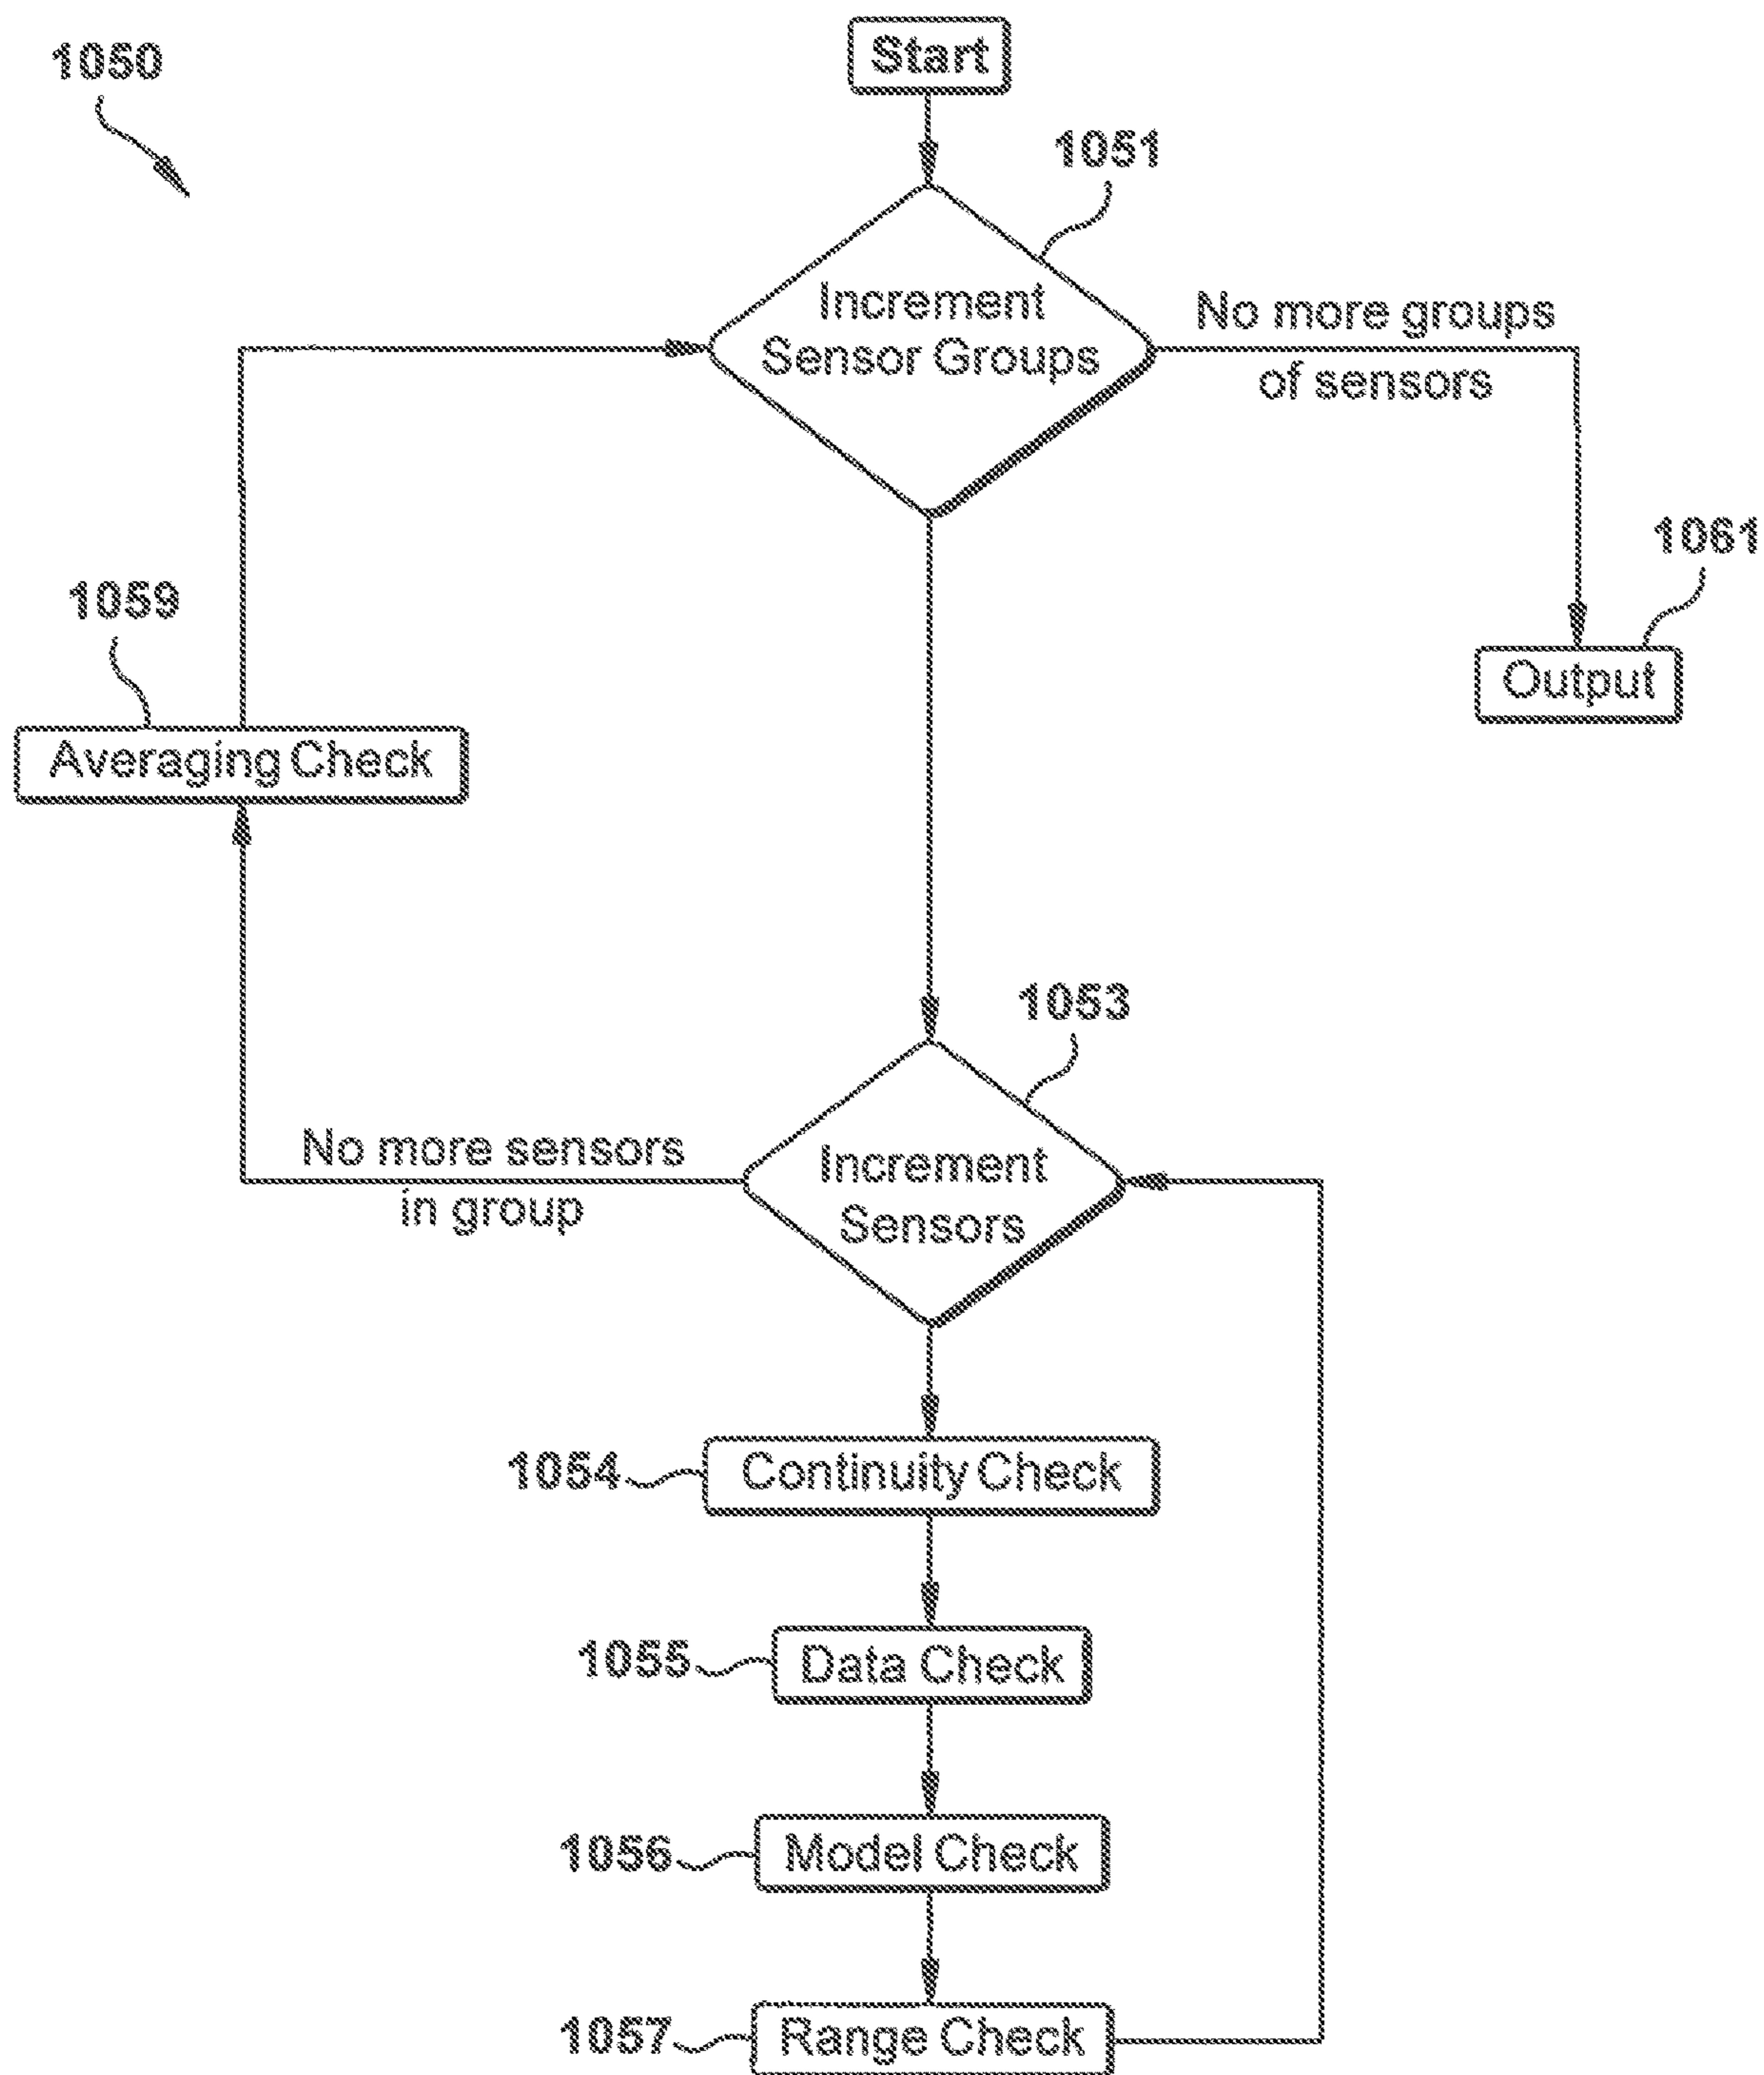 1050
Start
1051
Increment
Sensor Groups
No more groups
of sensors
1061
Output
1059
Averaging Check
1053
Increment
Sensors
No more sensors
in group
1054
Continuity Check
1055
Data Check
1056
Model Check
1057
Range Check